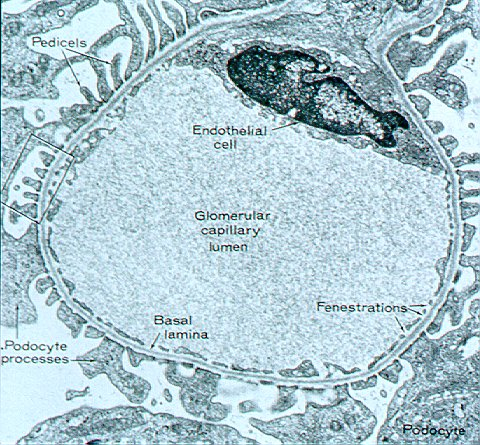 Pedicels
Endothelial
cell
Glomerular
capillary
lumen
Fenestrations
Basal
lamina
.Podocyte
processes
Podocyte